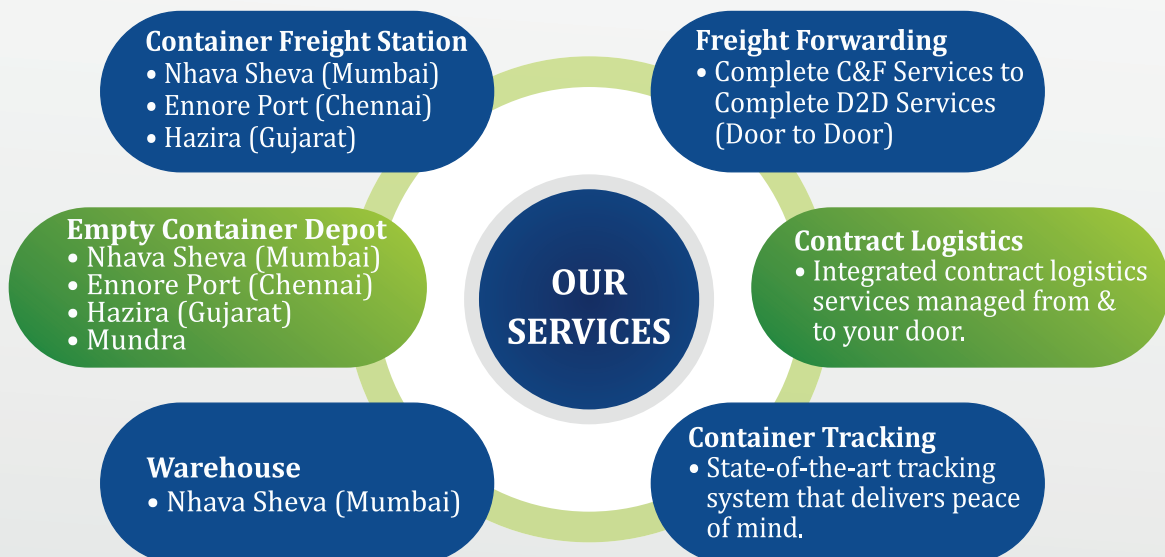 Container Freight Station
• Nhava Sheva (Mumbai)
• Ennore Port (Chennai)
• Hazira (Gujarat)
Freight Forwarding
• Complete C&F Services to
Complete D2D Services
(Door to Door)
Empty Container Depot
• Nhava Sheva (Mumbai)
• Ennore Port (Chennai)
• Hazira (Gujarat)
• Mundra
OUR
SERVICES
Contract Logistics
• Integrated contract logistics
services managed from &
to your door.
Warehouse
• Nhava Sheva (Mumbai)
Container Tracking
• State-of-the-art tracking
system that delivers peace
of mind.